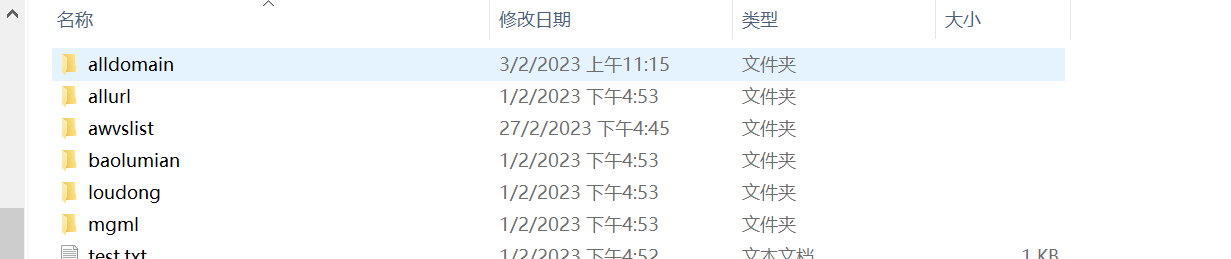 名称 修改日期 类型 大小
alldomain 3/2/2023 上午11:15 文件夹
allurl 1/2/2023 下午4:53 文件夹
awvslist 27/2/2023 下午4:45 文件夹
baolumian 1/2/2023 下午4:53 文件夹
loudong 1/2/2023 下午4:53 文件夹
mgml 1/2/2023 下午4:53 文件夹
test.txt 1/2/2023 下午4:52 文本文档 1 KB